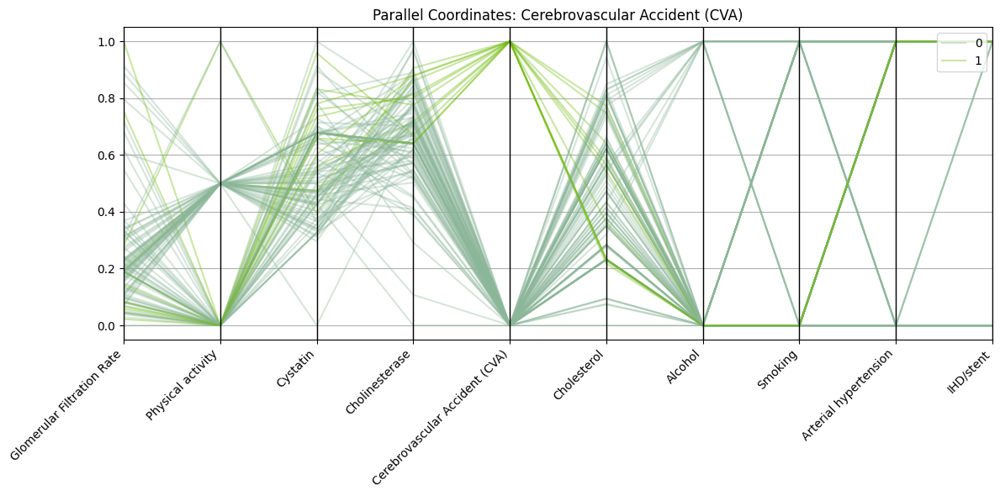 Parallel Coordinates: Cerebrovascular Accident (CVA)
1.0
0.8
0.6
0.4
0.2
0.0
0
1
Glomerular Filtration Rate
Physical activity
Cystatin
Cholinesterase
Cerebrovascular Accident (CVA)
Cholesterol
Alcohol
Smoking
Arterial hypertension
IHD/stent